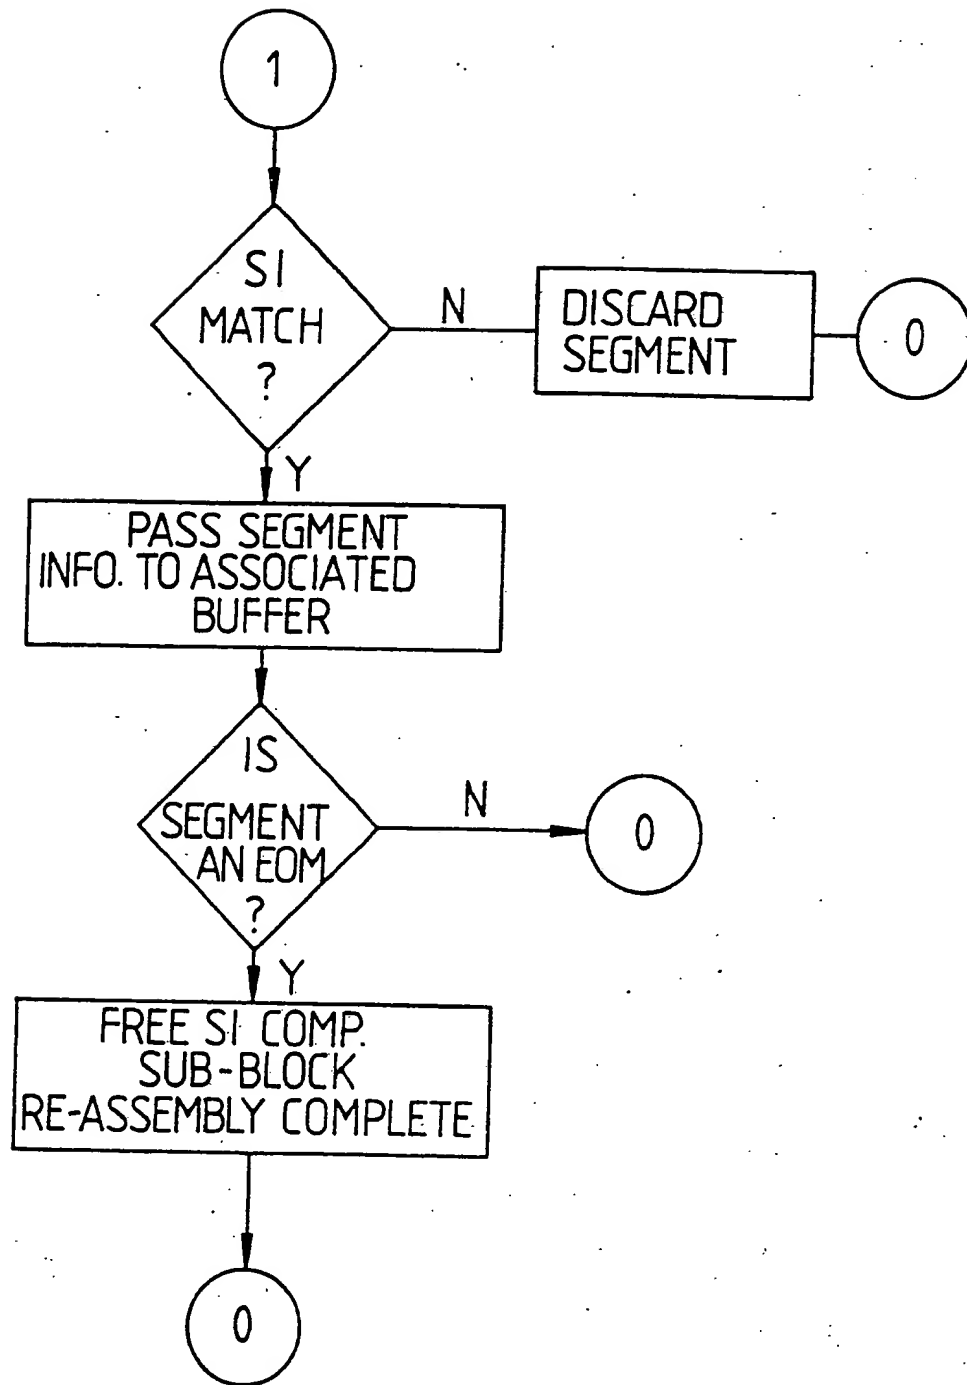 1
SI
MATCH
?
N
DISCARD
SEGMENT
0
Y
PASS SEGMENT
INFO. TO ASSOCIATED
BUFFER
IS
SEGMENT
AN EOM
?
N
0
Y
FREE SI COMP.
SUB-BLOCK
RE-ASSEMBLY COMPLETE
0